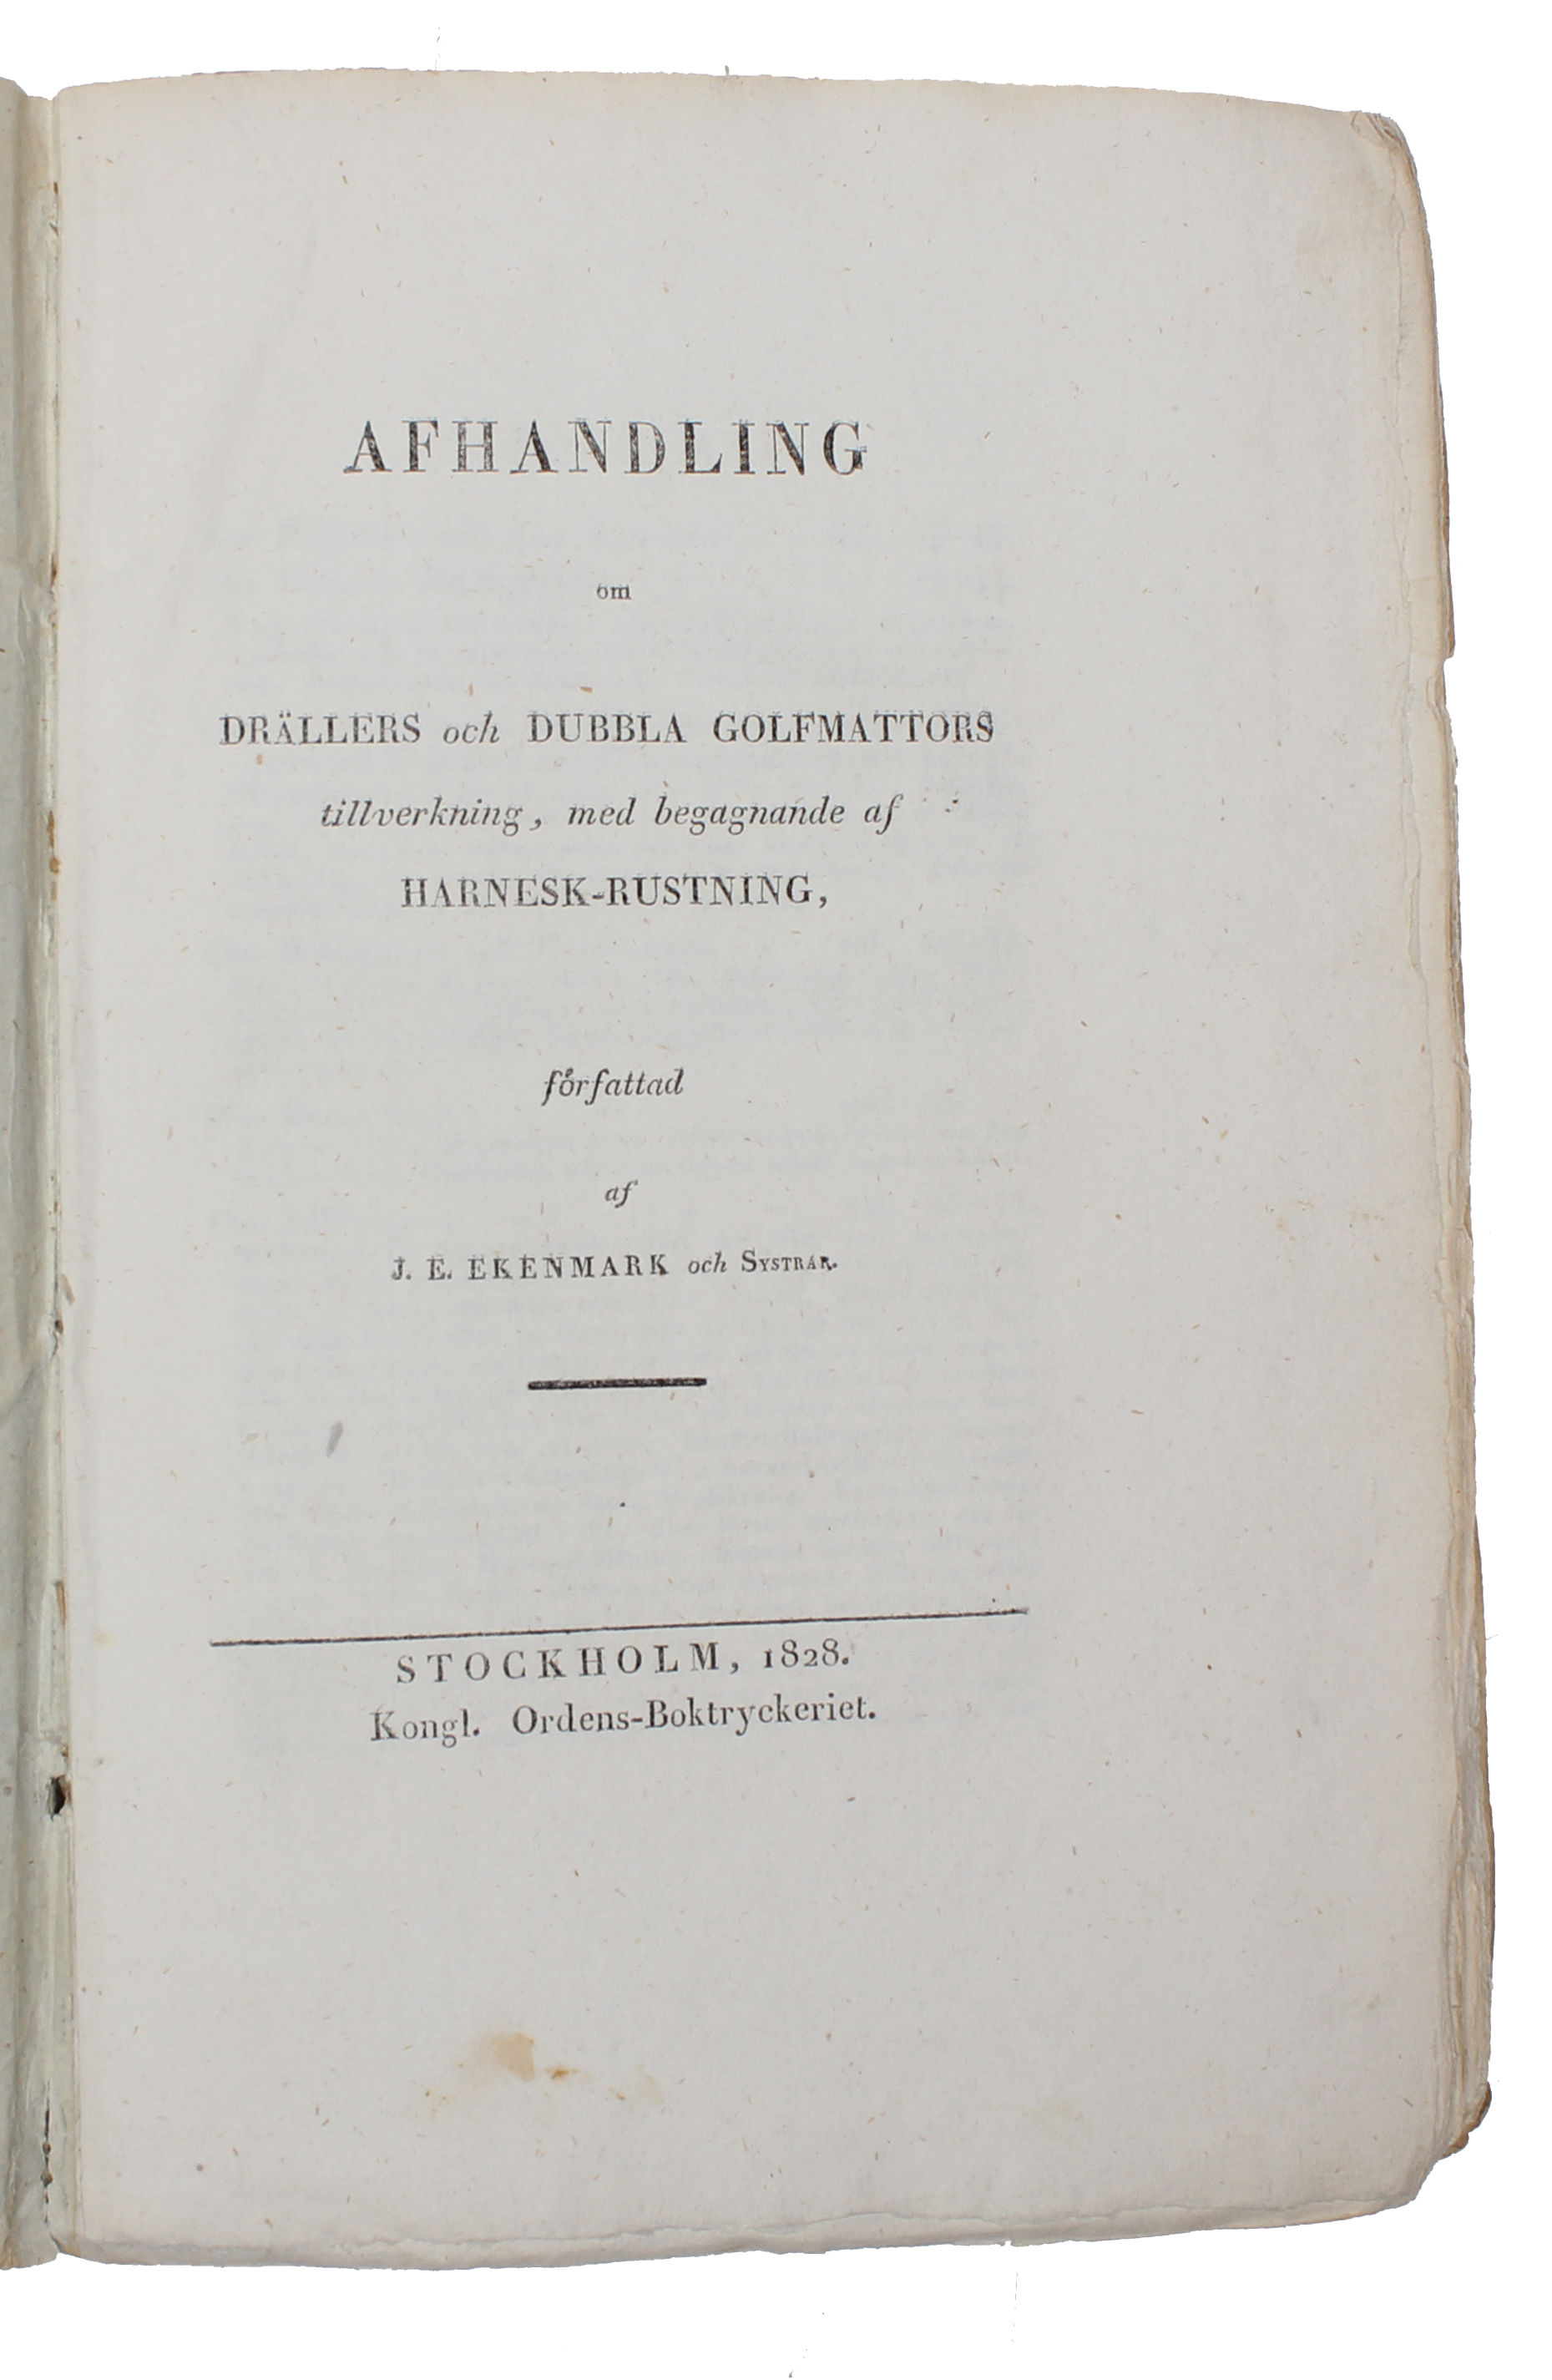 AFHANDLING
om
DRÄLLERS och DUBBLA GOLFMATTORS
tillverkning, med begagnande af
HARNESK-RUSTNING,
författad
af
J. E. EKENMARK och SYSTRAR.
STOCKHOLM, 1828.
Kongl. Ordens-Boktryckeriet.